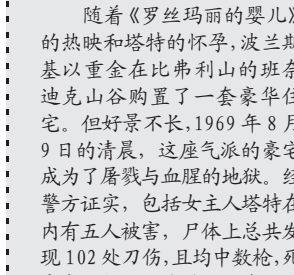 随着《罗丝玛丽的婴儿》
的热映和塔特的怀孕,波兰斯
基以重金在比弗利山的班奈
迪克山谷购置了一套豪华住
宅。但好景不长,1969年8月
9日的清晨，这座气派的豪宅
成为了屠戮与血腥的地狱。经
警方证实，包括女主人塔特在
内有五人被害，尸体上总共发
现102处刀伤,且均中数枪,死